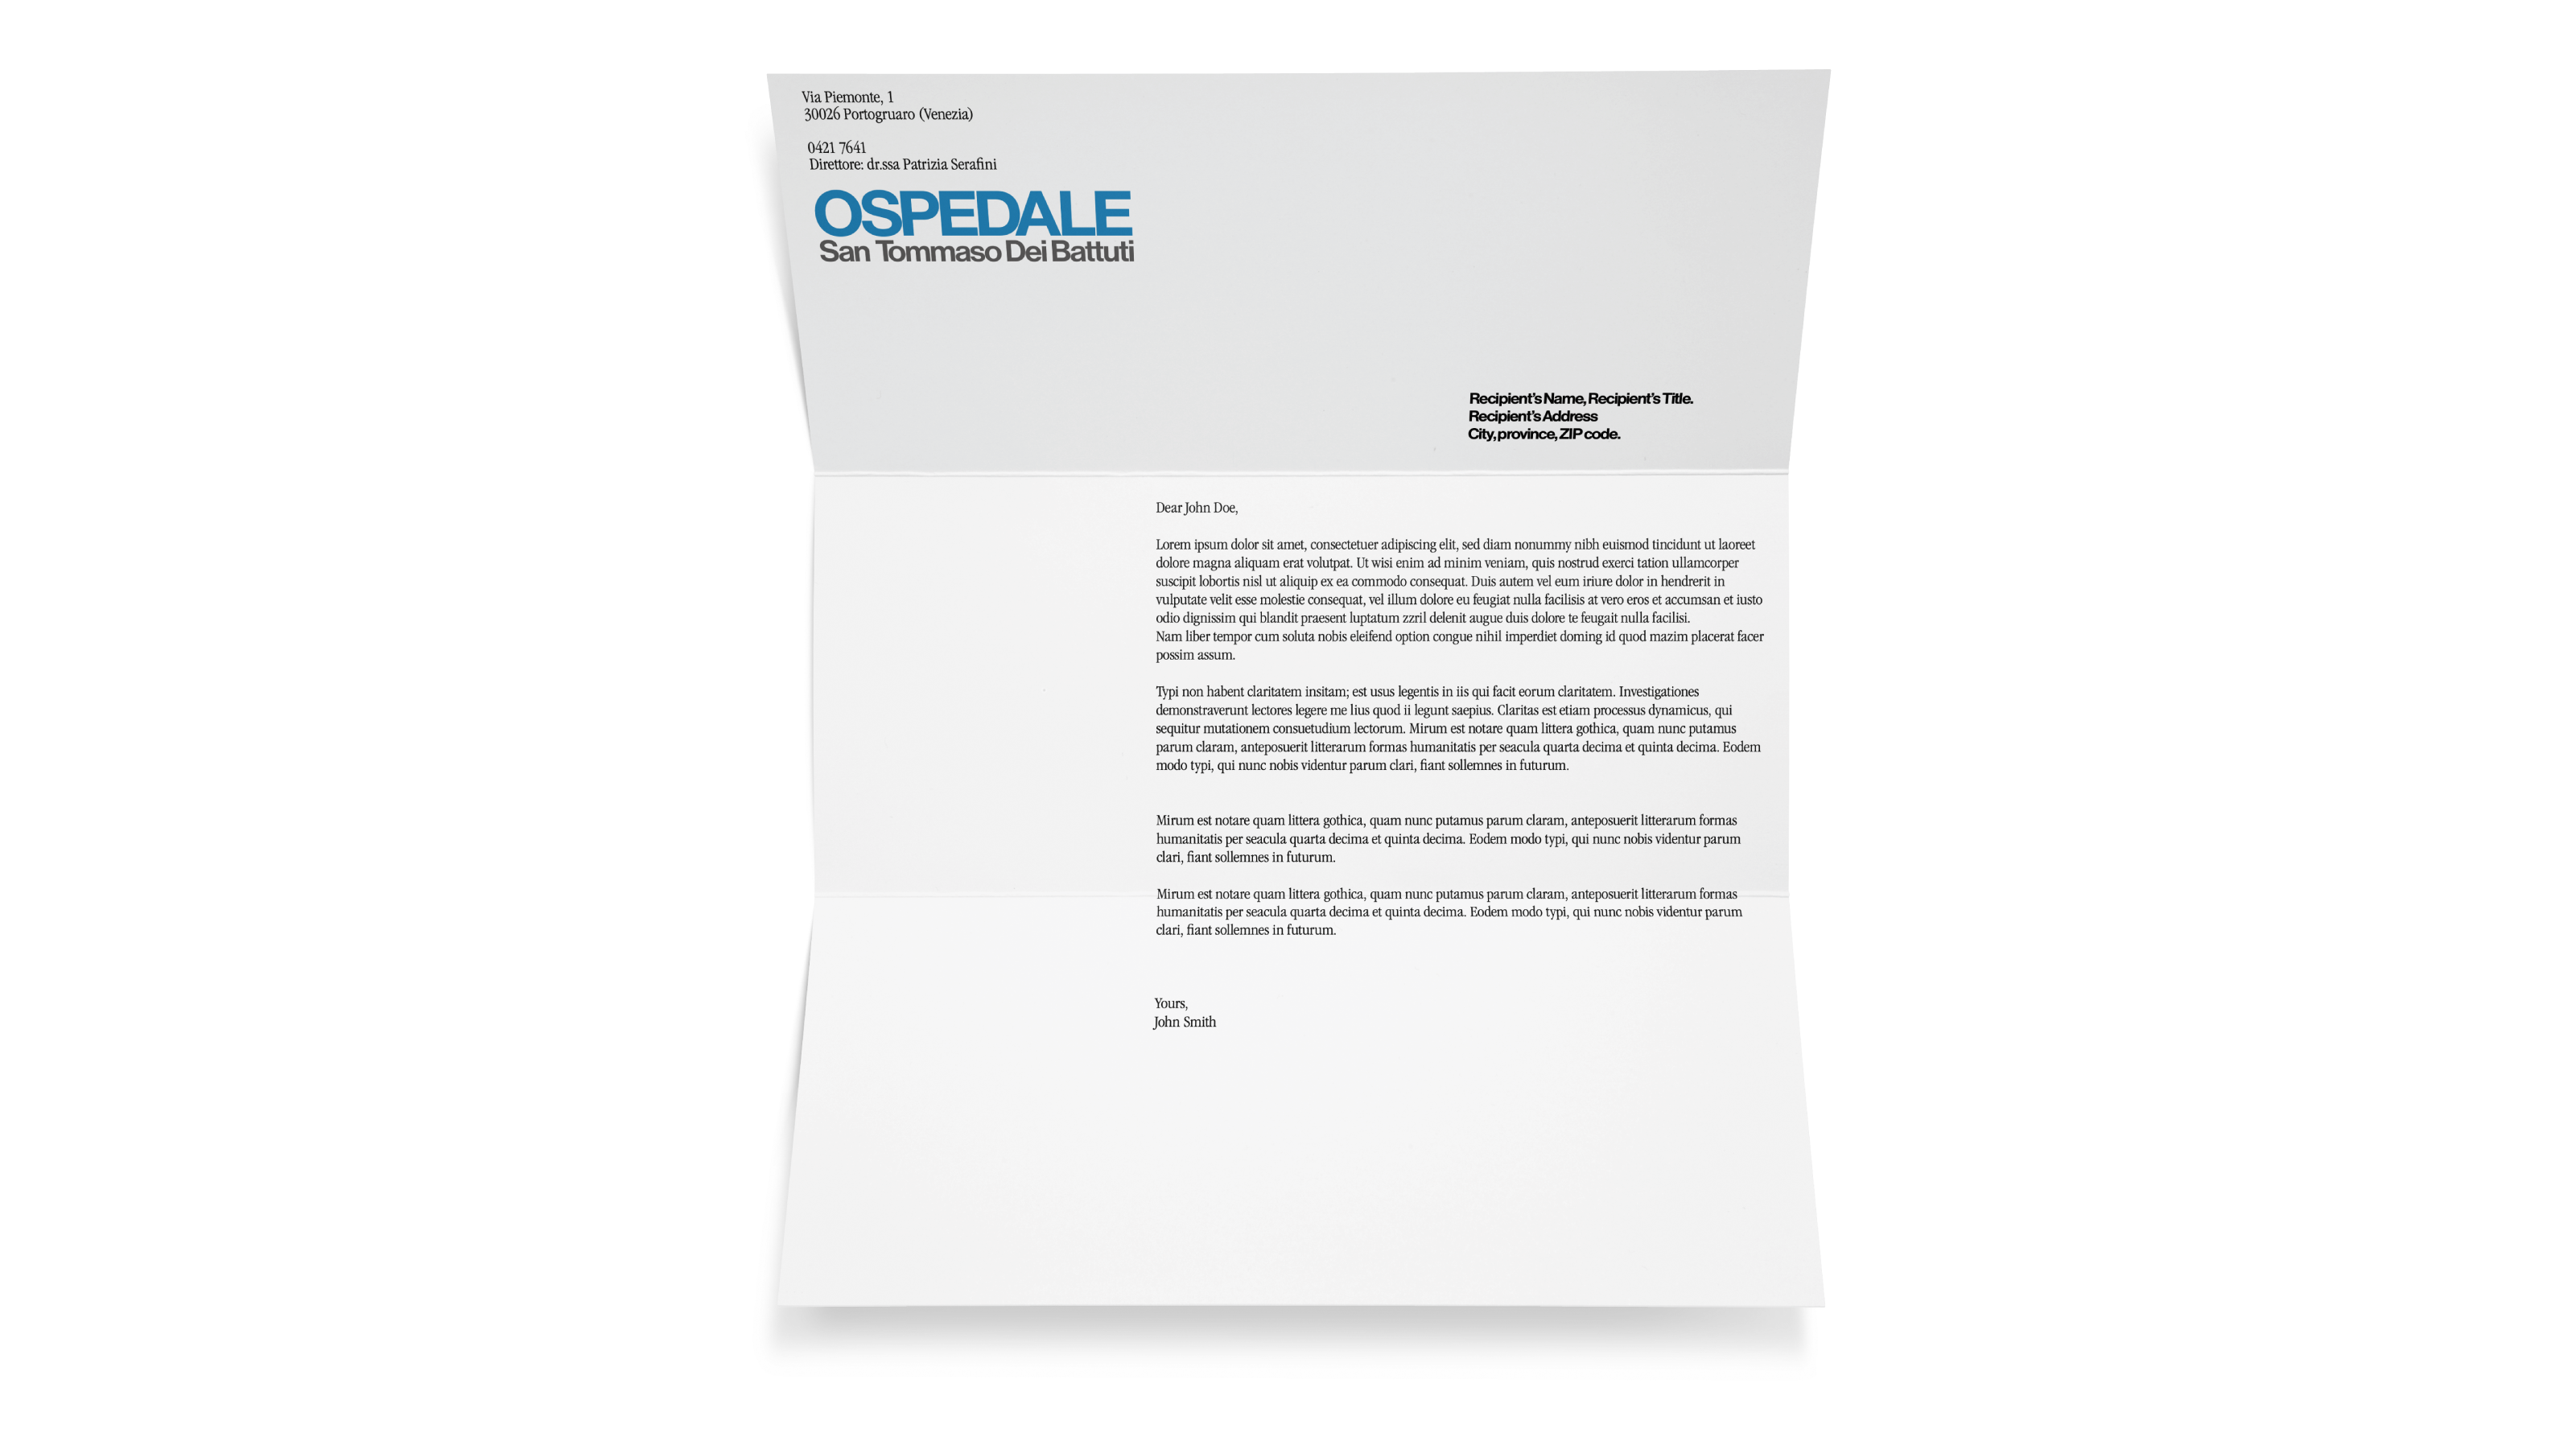 Via Piemonte, 1
30026 Portogruaro (Venezia)
0421 7641
Direttore: dr.ssa Patrizia Serafini
OSPEDALE
San Tommaso Dei Battuti
Recipient's Name, Recipient's Title.
Recipient's Address
City, province, ZIP code.
Dear John Doe,
Lorem ipsum dolor sit amet, consectetuer adipiscing elit, sed diam nonummy nibh euismod tincidunt ut laoreet
dolore magna aliquam erat volutpat. Ut wisi enim ad minim veniam, quis nostrud exerci tation ullamcorper
suscipit lobortis nisl ut aliquip ex ea commodo consequat. Duis autem vel eum iriure dolor in hendrerit in
vulputate velit esse molestie consequat, vel illum dolore eu feugiat nulla facilisis at vero eros et accumsan et iusto
odio dignissim qui blandit praesent luptatum zzril delenit augue duis dolore te feugait nulla facilisi.
Nam liber tempor cum soluta nobis eleifend option congue nihil imperdiet doming id quod mazim placerat facer
possim assum.
Typi non habent claritatem insitam; est usus legentis in iis qui facit eorum claritatem. Investigationes
demonstraverunt lectores legere me lius quod ii legunt saepius. Claritas est etiam processus dynamicus, qui
sequitur mutationem consuetudium lectorum. Mirum est notare quam littera gothica, quam nunc putamus
parum claram, anteposuerit litterarum formas humanitatis per seacula quarta decima et quinta decima. Eodem
modo typi, qui nunc nobis videntur parum clari, fiant sollemnes in futurum.
Mirum est notare quam littera gothica, quam nunc putamus parum claram, anteposuerit litterarum formas
humanitatis per seacula quarta decima et quinta decima. Eodem modo typi, qui nunc nobis videntur parum
clari, fiant sollemnes in futurum.
Mirum est notare quam littera gothica, quam nunc putamus parum claram, anteposuerit litterarum formas
humanitatis per seacula quarta decima et quinta decima. Eodem modo typi, qui nunc nobis videntur parum
clari, fiant sollemnes in futurum.
Yours,
John Smith